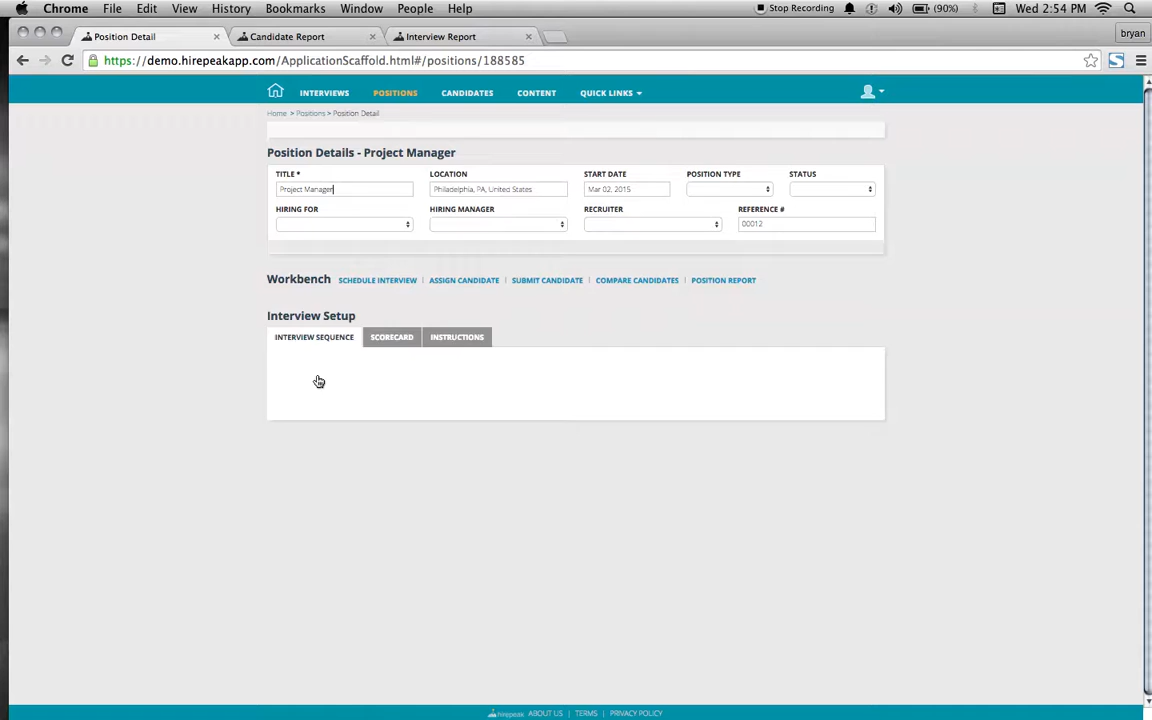 Chrome File Edit View History Bookmarks Window People Help Stop Recording (90%) Wed 2:54 PM
Position Detail Candidate Report Interview Report bryan
https://demo.hirepeakapp.com/ApplicationScaffold.html#/positions/188585
INTERVIEWS POSITIONS CANDIDATES CONTENT QUICK LINKS
Home > Positions > Position Detail
Position Details - Project Manager
TITLE * LOCATION START DATE POSITION TYPE STATUS
Project Manager Philadelphia, PA, United States Mar 02, 2015
HIRING FOR HIRING MANAGER RECRUITER REFERENCE #
00012
Workbench SCHEDULE INTERVIEW | ASSIGN CANDIDATE | SUBMIT CANDIDATE | COMPARE CANDIDATES | POSITION REPORT
Interview Setup
INTERVIEW SEQUENCE SCORECARD INSTRUCTIONS
hirepeak ABOUT US | TERMS | PRIVACY POLICY